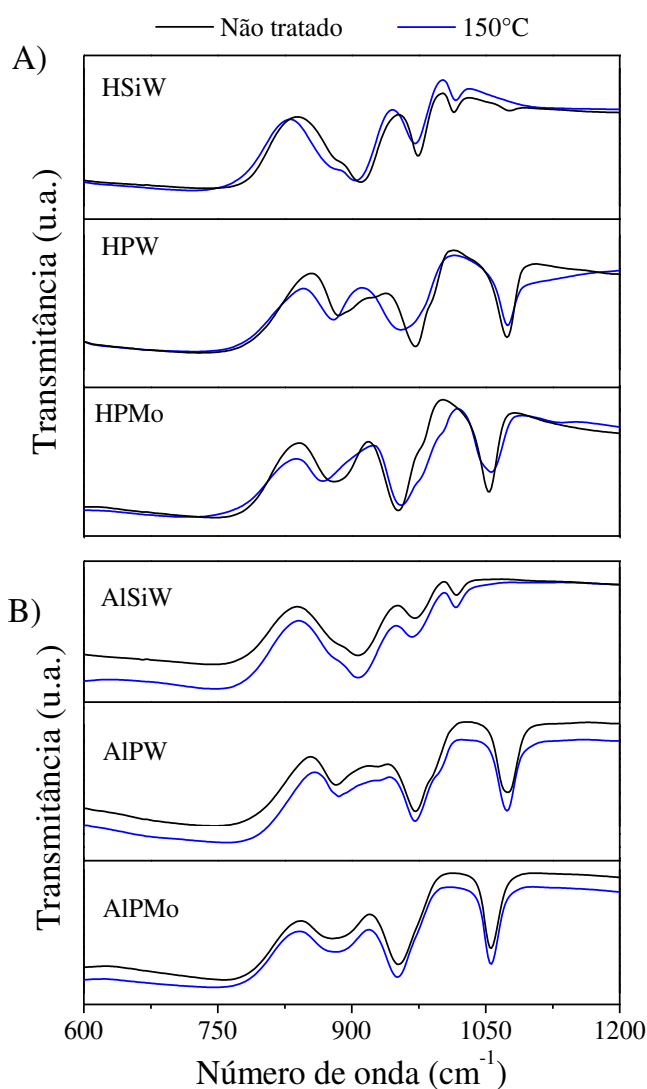 Não tratado 150°C
A)
HSiW
HPW
HPMo
Transmitância (u.a.)
B)
AlSiW
AlPW
AlPMo
Transmitância (u.a.)
600 750 900 1050 1200
Número de onda (cm⁻¹)